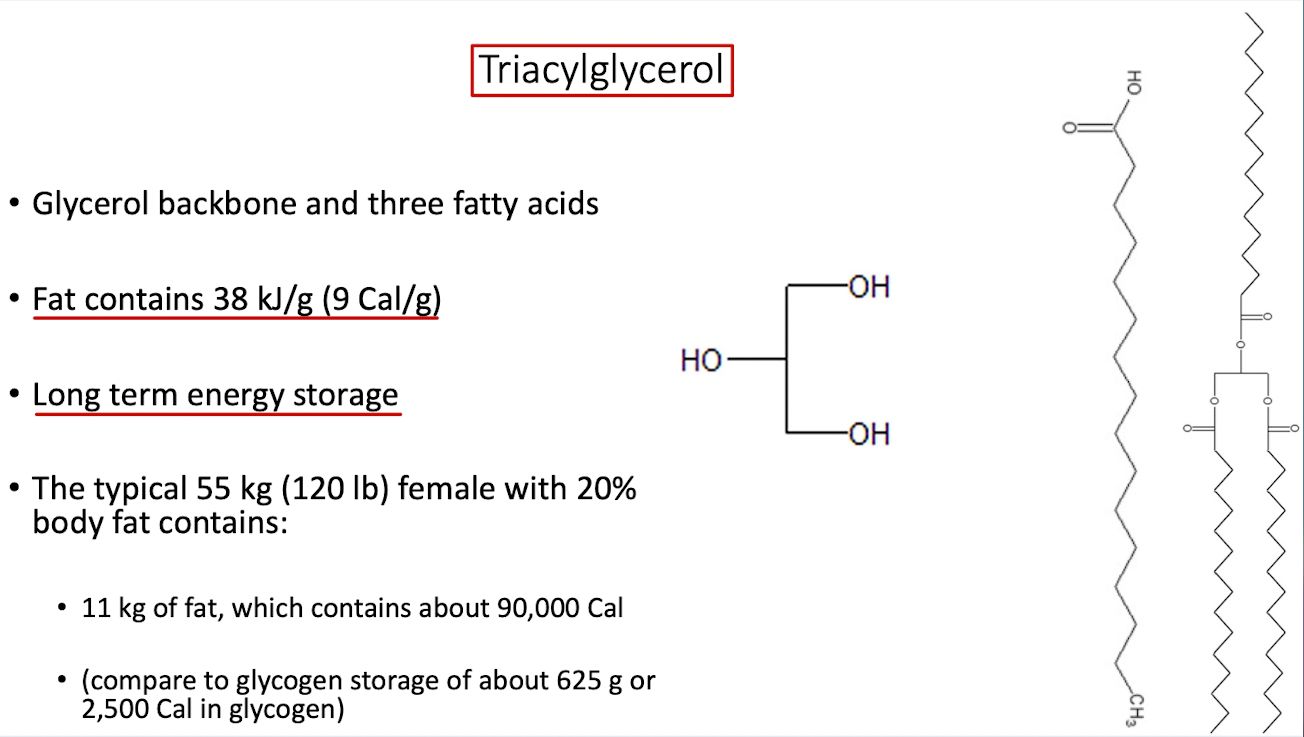 Triacylglycerol
• Glycerol backbone and three fatty acids
• Fat contains 38 kJ/g (9 Cal/g)
• Long term energy storage
• The typical 55 kg (120 lb) female with 20%
body fat contains:
• 11 kg of fat, which contains about 90,000 Cal
• (compare to glycogen storage of about 625 g or
2,500 Cal in glycogen)
OH
HO
OH
HO
O
CH₃
O
O
O
O
O
O